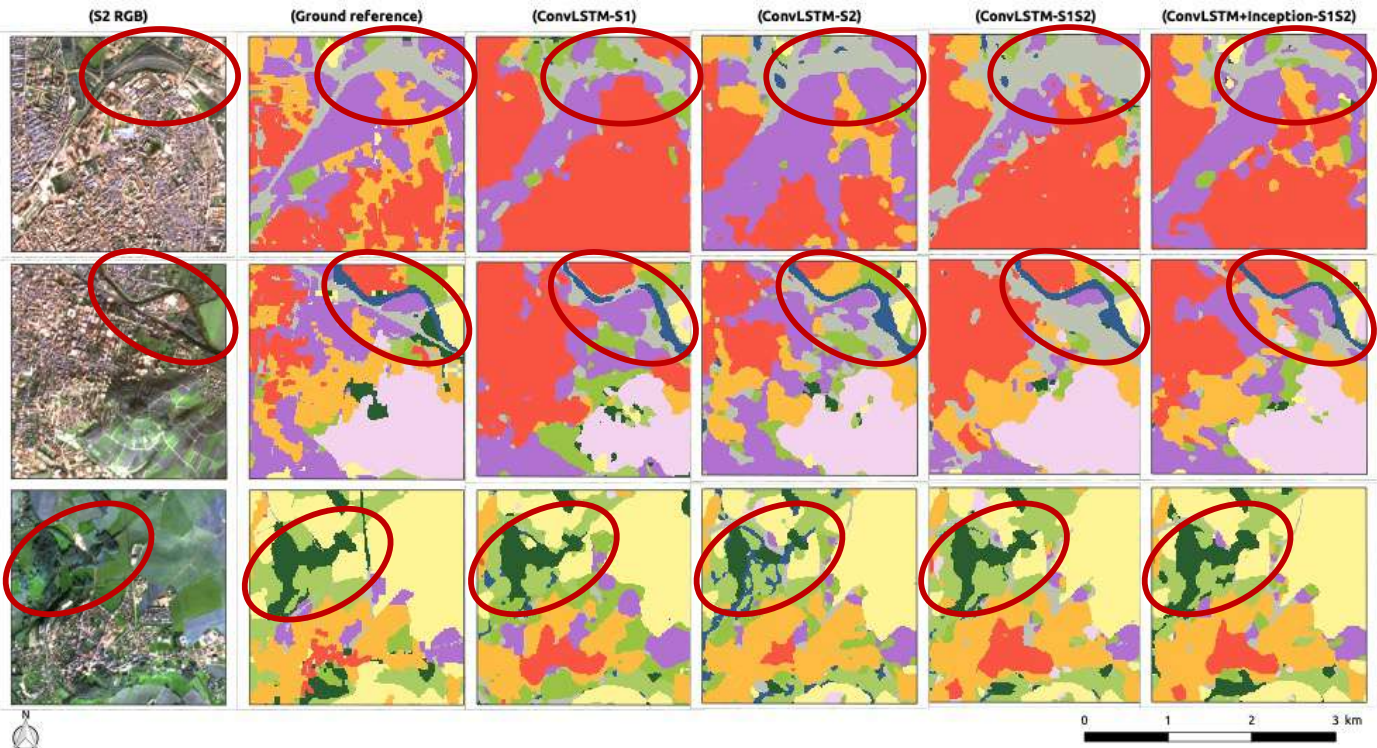 (S2 RGB) (Ground reference) (ConvLSTM-S1) (ConvLSTM-S2) (ConvLSTM-S1S2) (ConvLSTM+Inception-S1S2)
N
0 1 2 3 km